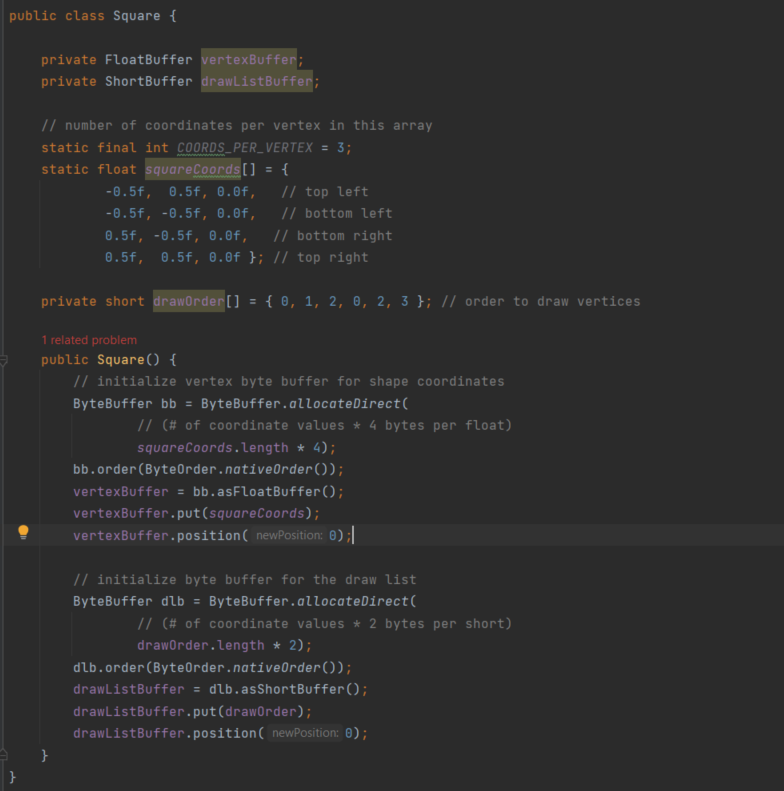 public class Square {
private FloatBuffer vertexBuffer;
private ShortBuffer drawListBuffer;
// number of coordinates per vertex in this array
static final int COORDS_PER_VERTEX = 3;
static float squareCoords[] = {
-0.5f, 0.5f, 0.0f, // top left
-0.5f, -0.5f, 0.0f, // bottom left
0.5f, -0.5f, 0.0f, // bottom right
0.5f, 0.5f, 0.0f }; // top right
private short drawOrder[] = { 0, 1, 2, 0, 2, 3 }; // order to draw vertices
1 related problem
public Square() {
// initialize vertex byte buffer for shape coordinates
ByteBuffer bb = ByteBuffer.allocateDirect(
// (# of coordinate values * 4 bytes per float)
squareCoords.length * 4);
bb.order(ByteOrder.nativeOrder());
vertexBuffer = bb.asFloatBuffer();
vertexBuffer.put(squareCoords);
vertexBuffer.position( newPosition: 0);
// initialize byte buffer for the draw list
ByteBuffer dlb = ByteBuffer.allocateDirect(
// (# of coordinate values * 2 bytes per short)
drawOrder.length * 2);
dlb.order(ByteOrder.nativeOrder());
drawListBuffer = dlb.asShortBuffer();
drawListBuffer.put(drawOrder);
drawListBuffer.position( newPosition: 0);
}
}